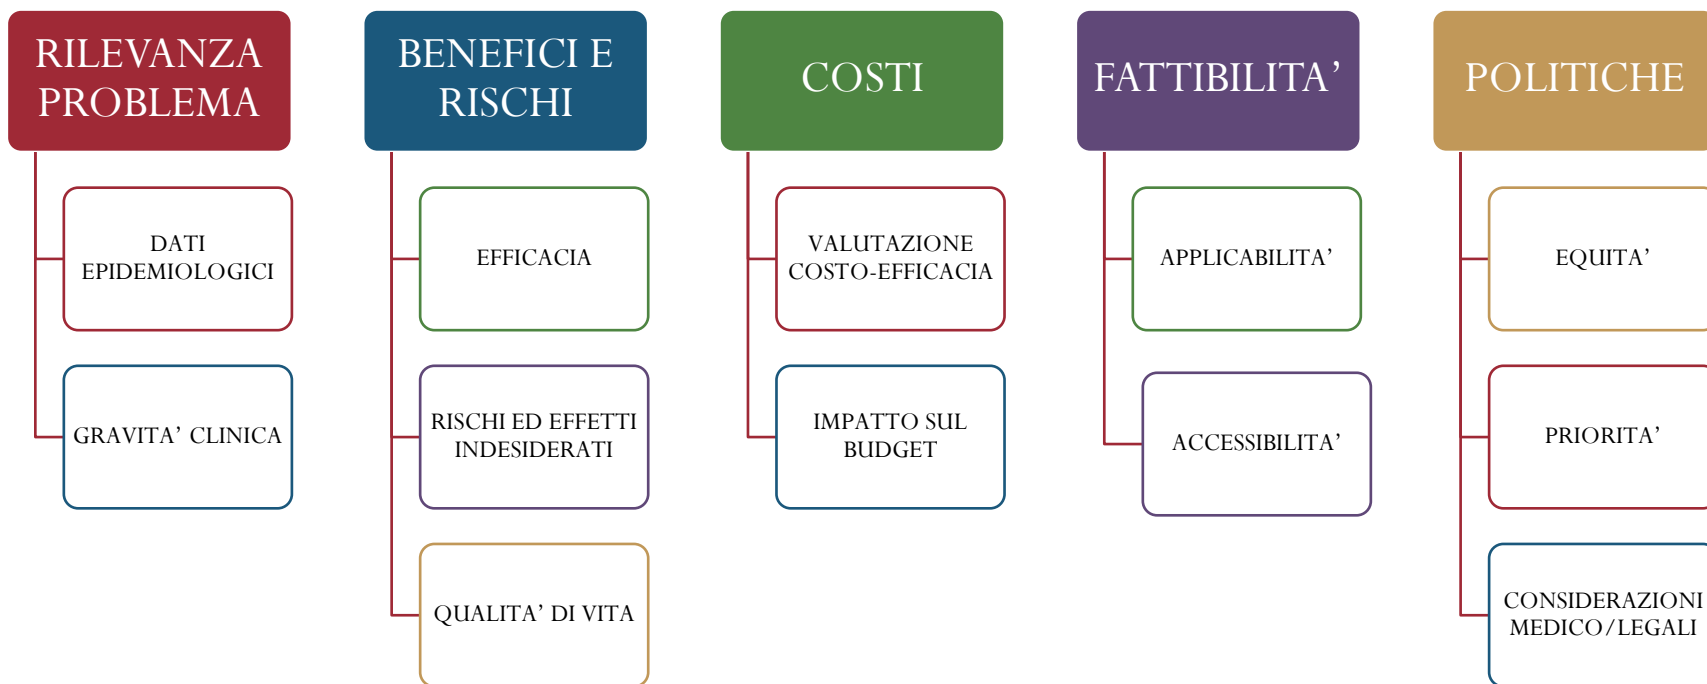 RILEVANZA
PROBLEMA
DATI
EPIDEMIOLOGICI
GRAVITA’ CLINICA
BENEFICI E
RISCHI
EFFICACIA
RISCHI ED EFFETTI
INDESIDERATI
QUALITA’ DI VITA
COSTI
VALUTAZIONE
COSTO-EFFICACIA
IMPATTO SUL
BUDGET
FATTIBILITA’
APPLICABILITA’
ACCESSIBILITA’
POLITICHE
EQUITA’
PRIORITA’
CONSIDERAZIONI
MEDICO/LEGALI